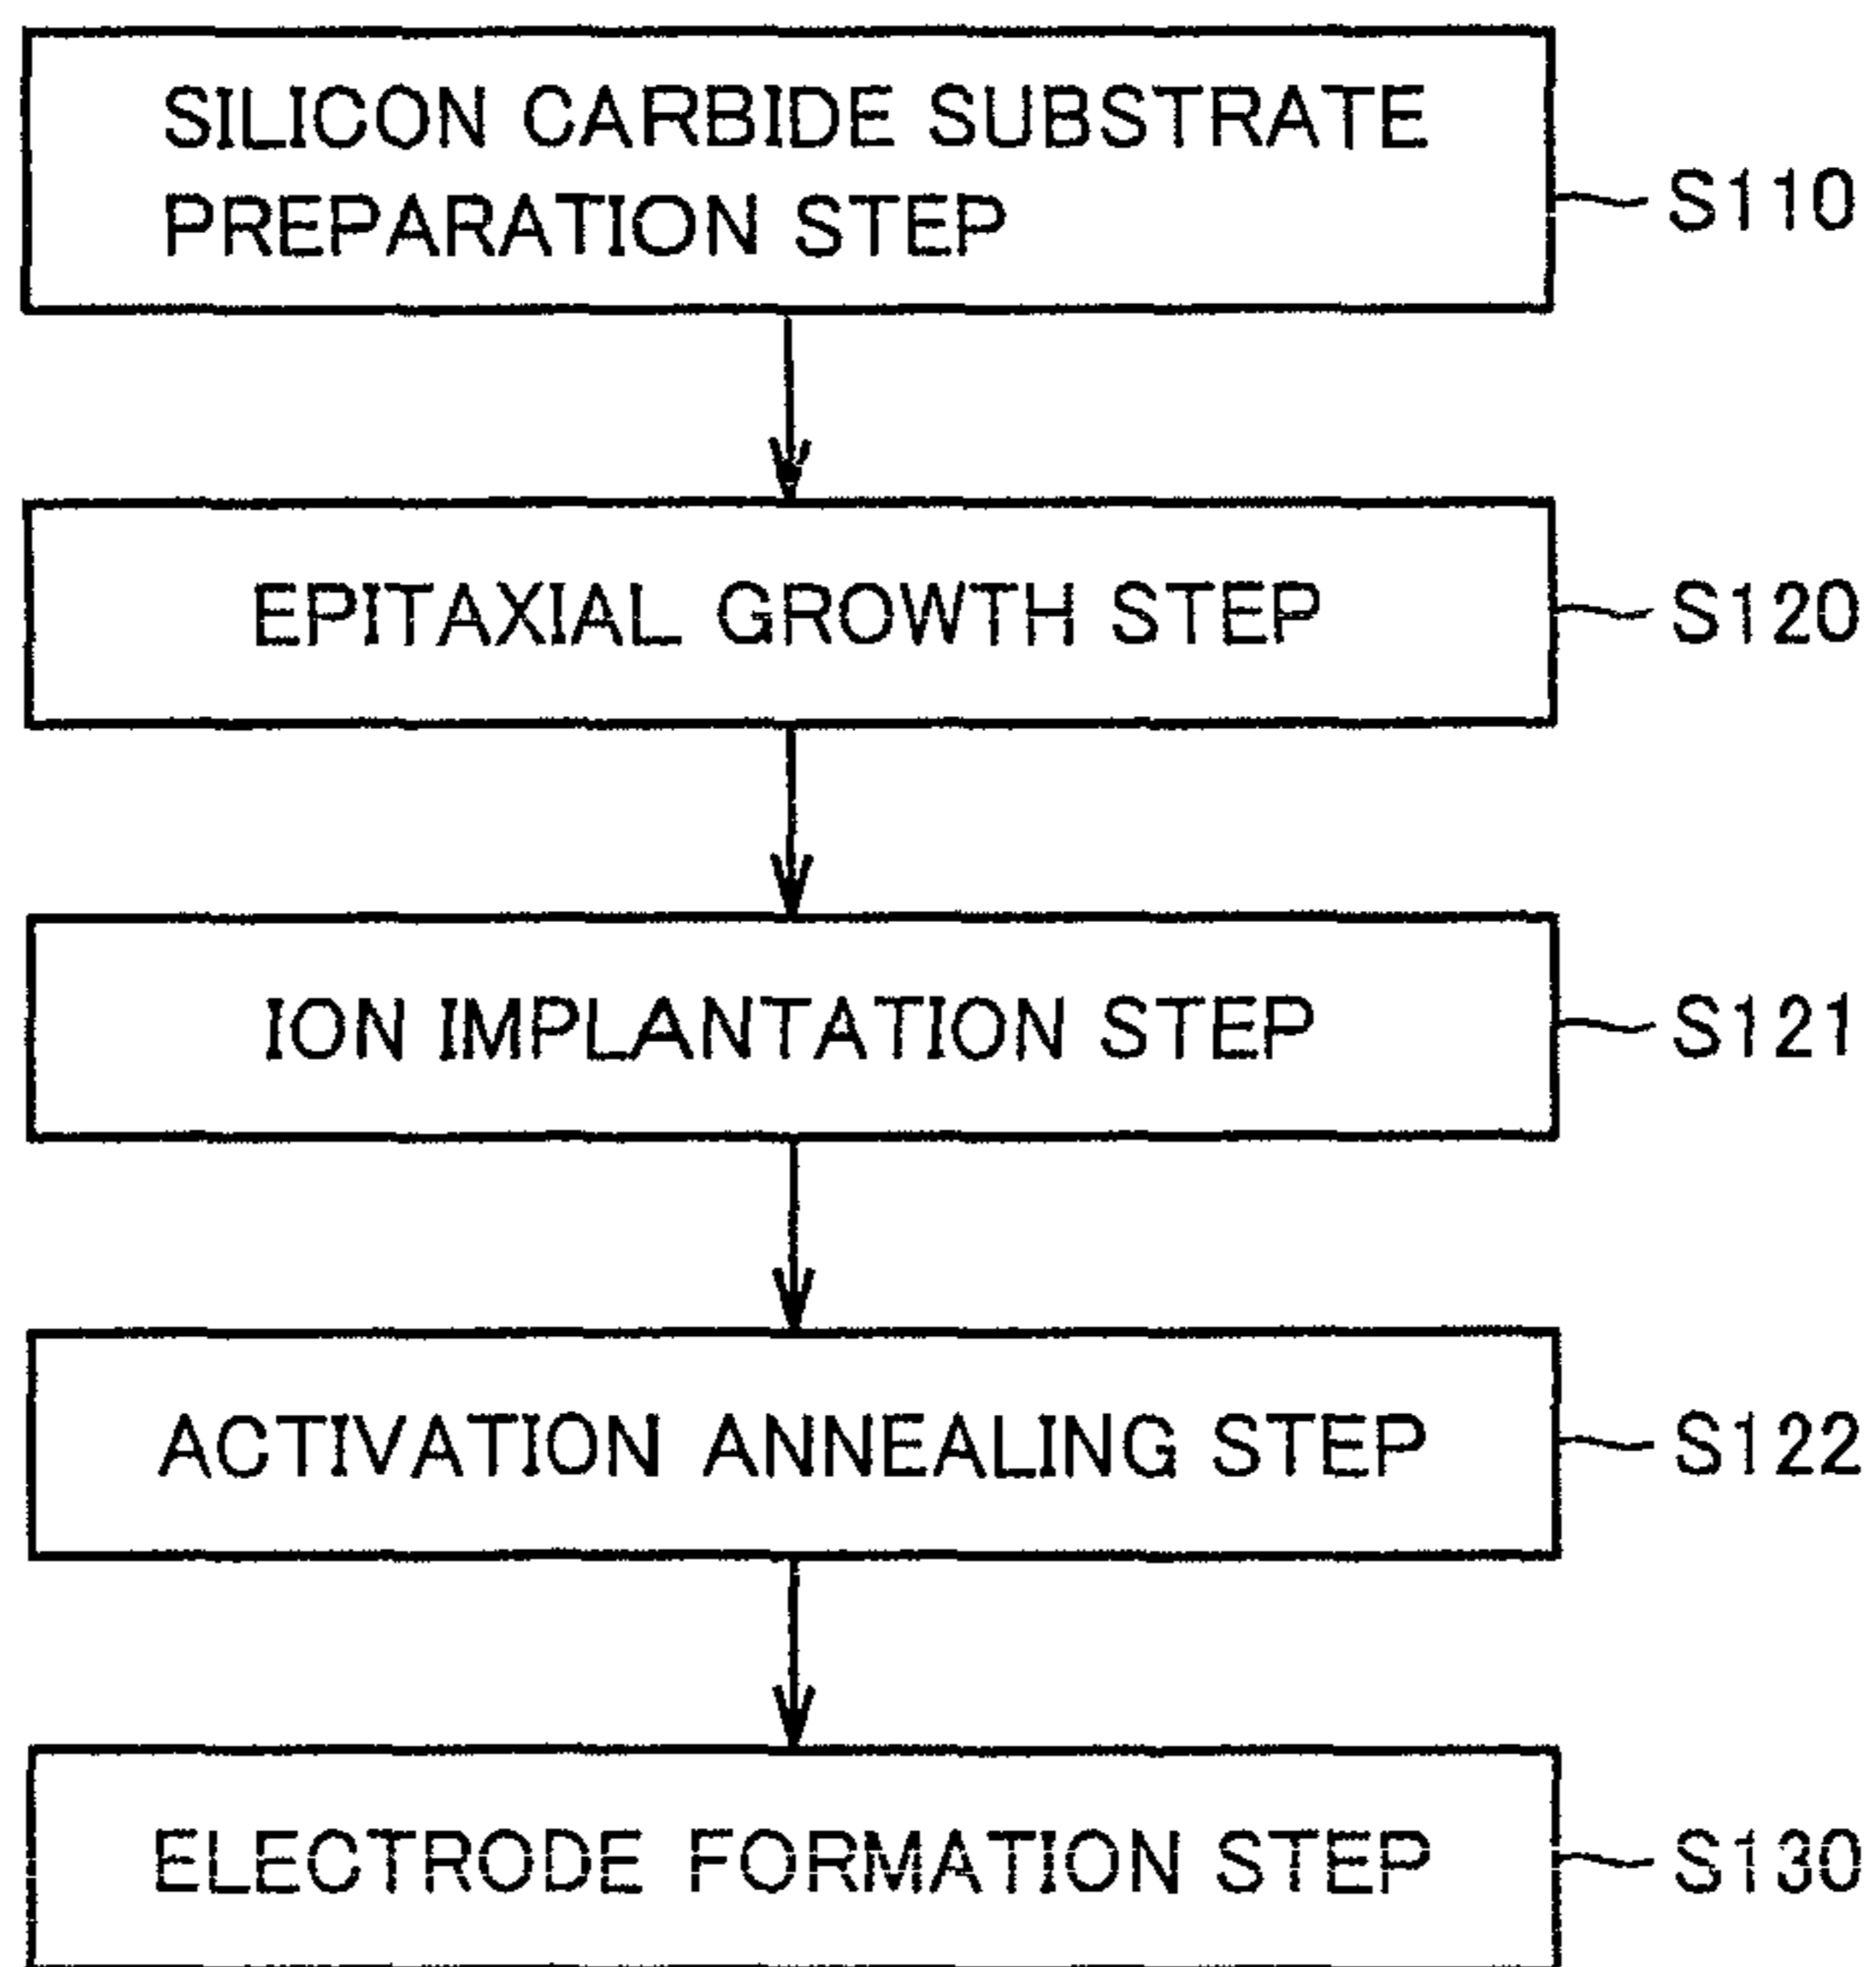 SILICON CARBIDE SUBSTRATE
PREPARATION STEP
S110
EPITAXIAL GROWTH STEP
S120
ION IMPLANTATION STEP
S121
ACTIVATION ANNEALING STEP
S122
ELECTRODE FORMATION STEP
S130